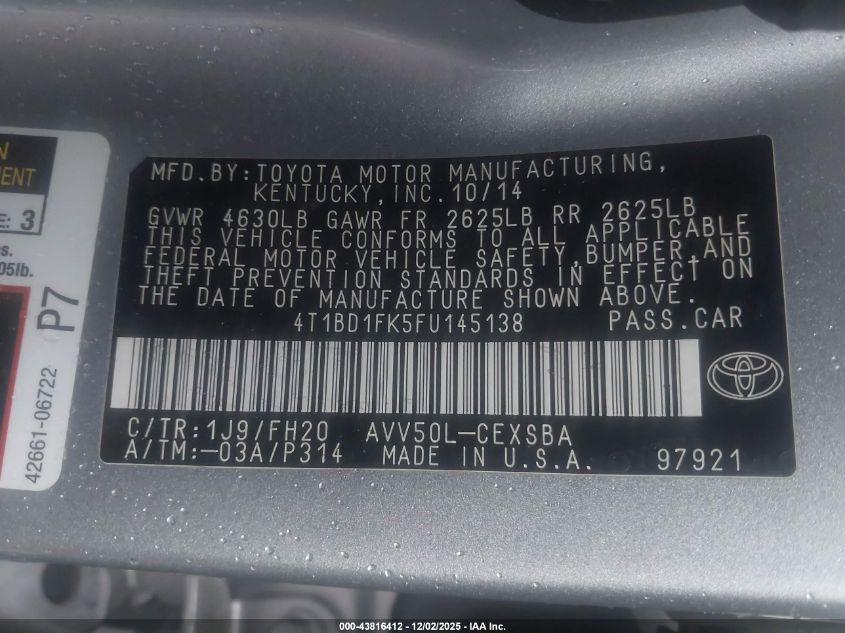 N
MENT
E: 3
s.
05lb.
P7
42661-06722
MFD.BY:TOYOTA MOTOR MANUFACTURING,
KENTUCKY,INC.10/14
GVWR 4630LB GAWR FR 2625LB RR 2625LB
THIS VEHICLE CONFORMS TO ALL APPLICABLE
FEDERAL MOTOR VEHICLE SAFETY,BUMPER,AND
THEFT PREVENTION STANDARDS IN EFFECT ON
THE DATE OF MANUFACTURE SHOWN ABOVE.
4T1BD1FK5FU145138 PASS.CAR
C/TR:1J9/FH20 AVV50L-CEXSBA
A/TM:-03A/P314 MADE IN U.S.A. 97921
000-43816412 - 12/02/2025 - IAA Inc.